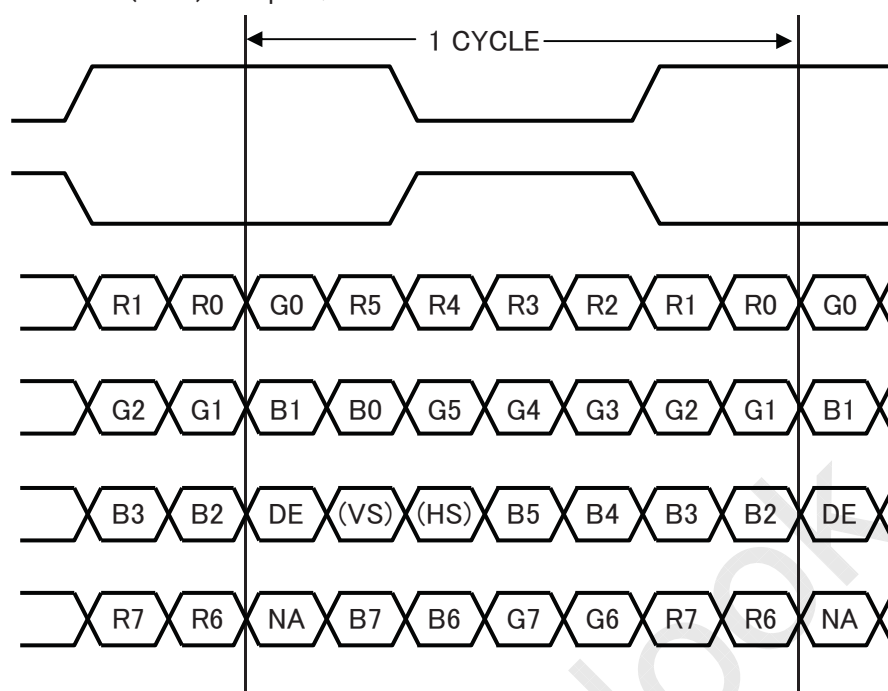 1 CYCLE
R1 R0 G0 R5 R4 R3 R2 R1 R0 G0
G2 G1 B1 B0 G5 G4 G3 G2 G1 B1
B3 B2 DE (VS) (HS) B5 B4 B3 B2 DE
R7 R6 NA B7 B6 G7 G6 R7 R6 NA